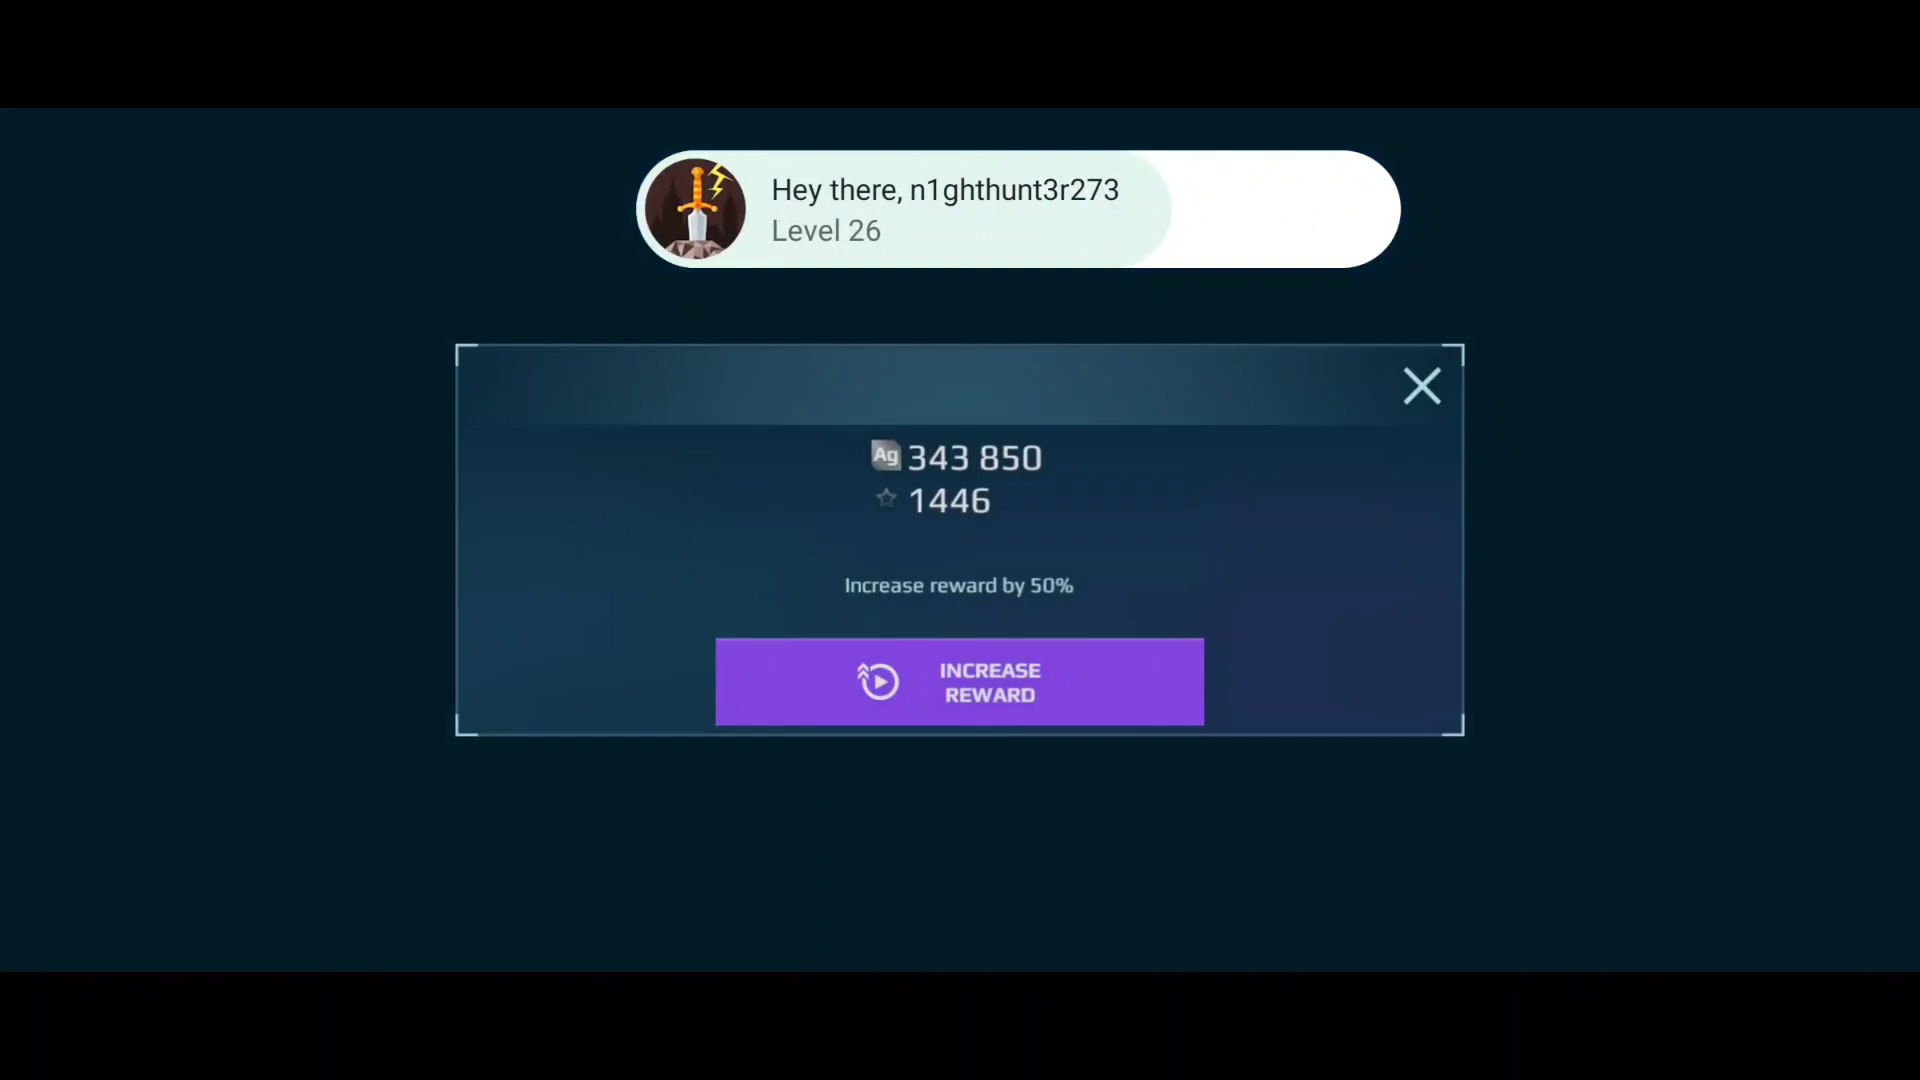 Hey there, n1ghthunt3r273
Level 26
Ag 343 850
1446
Increase reward by 50%
INCREASE
REWARD